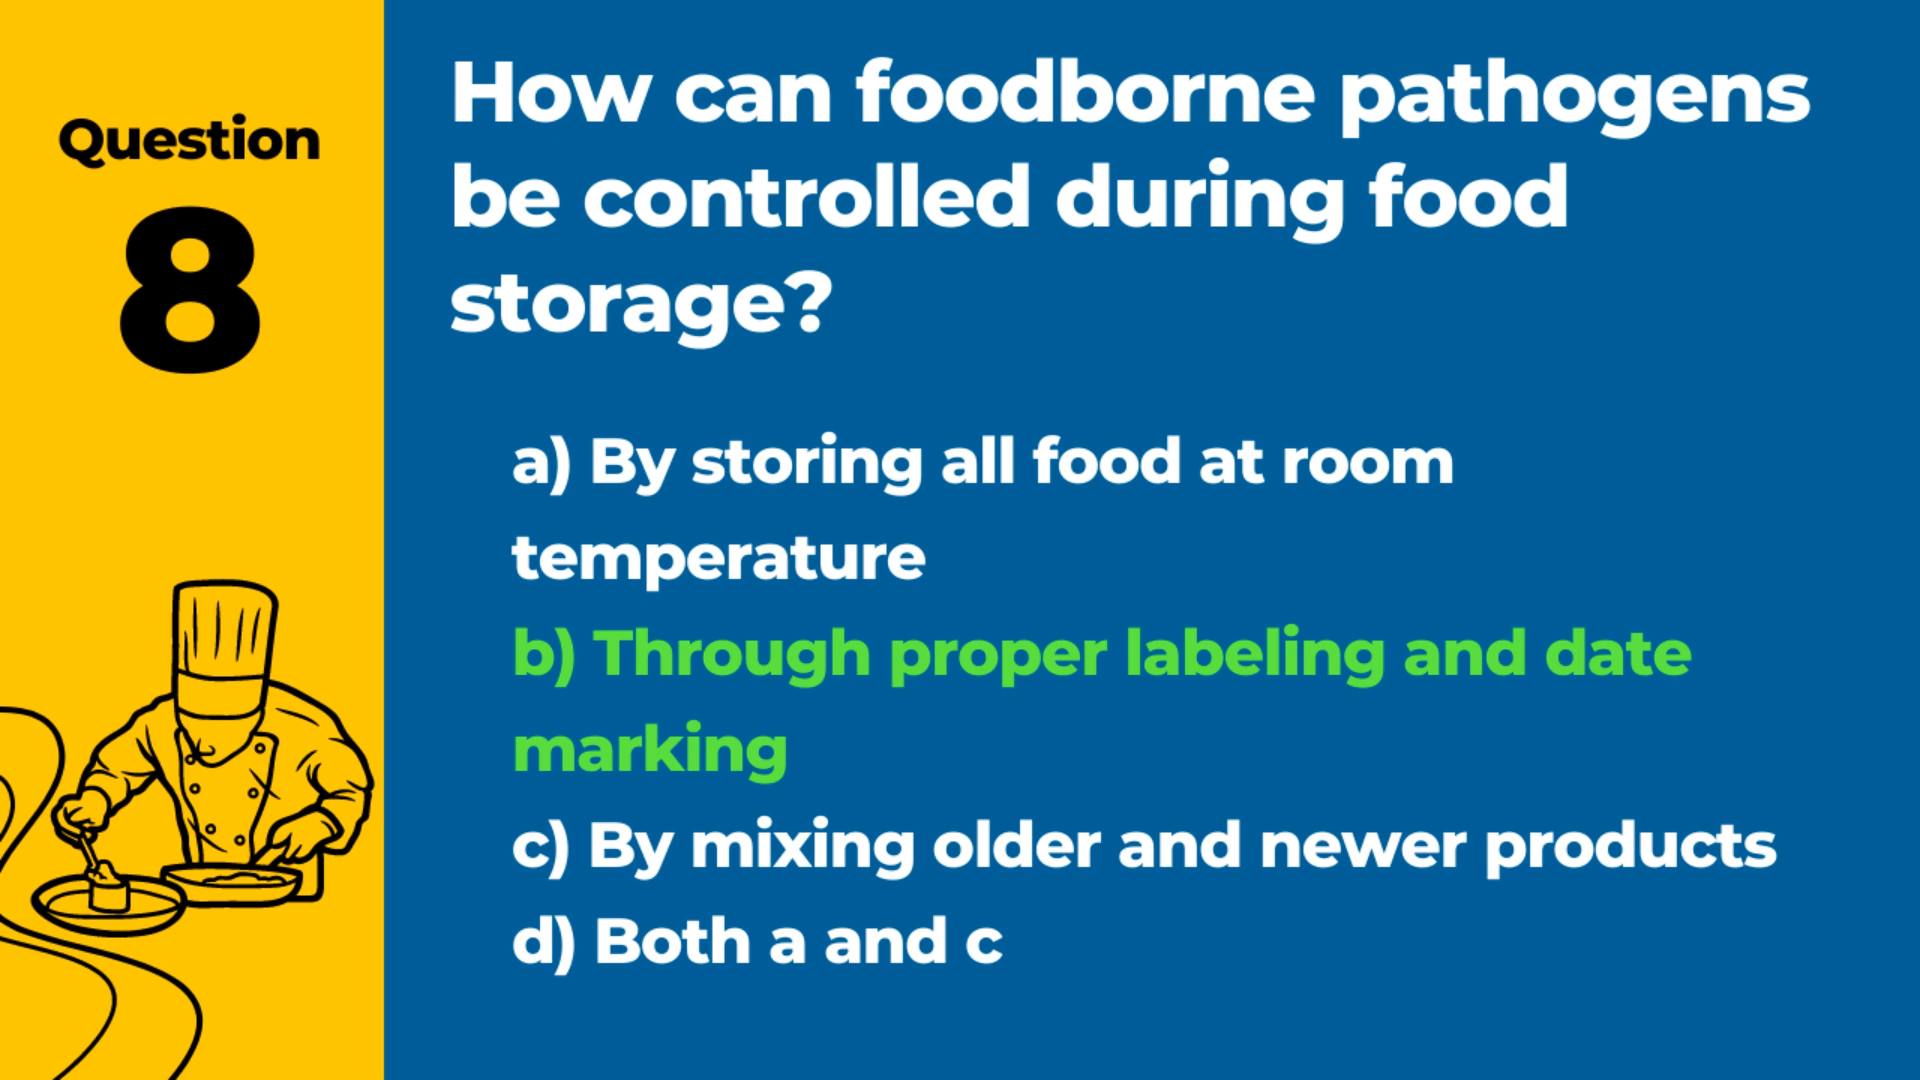 Question
8
How can foodborne pathogens
be controlled during food
storage?
a) By storing all food at room
temperature
b) Through proper labeling and date
marking
c) By mixing older and newer products
d) Both a and c